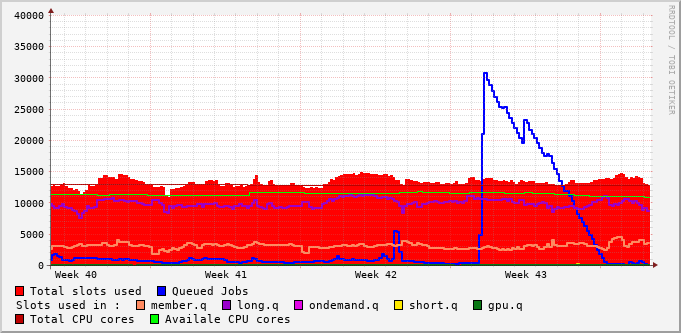 RRDTOOL / TOBI OETIKER
40000
35000
30000
25000
20000
15000
10000
5000
0
Week 40 Week 41 Week 42 Week 43
Total slots used Queued Jobs
Slots used in : member.q long.q ondemand.q short.q gpu.q
Total CPU cores Availale CPU cores